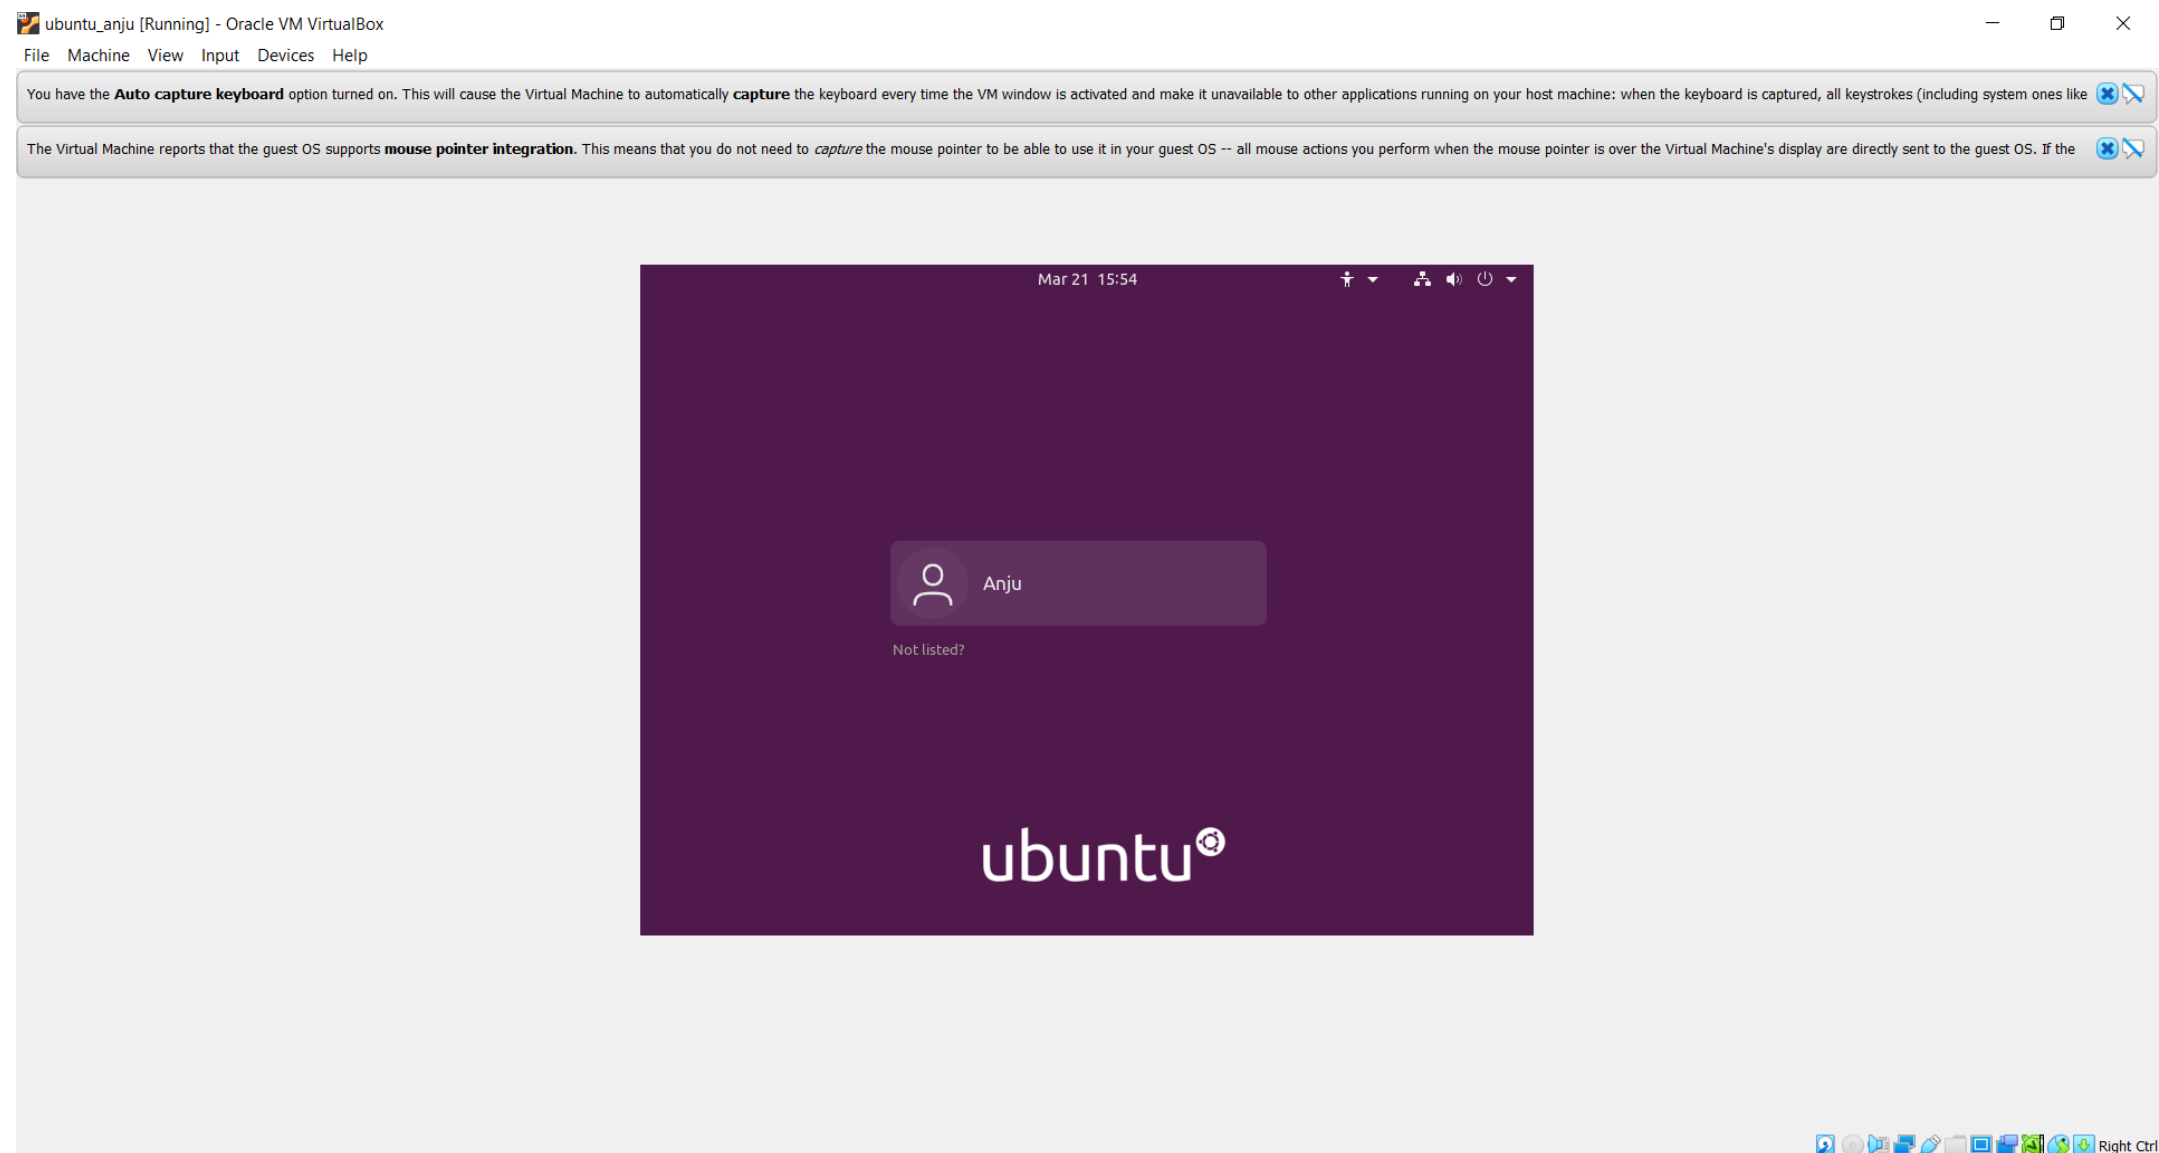 ubuntu_anju [Running] - Oracle VM VirtualBox
File Machine View Input Devices Help
You have the Auto capture keyboard option turned on. This will cause the Virtual Machine to automatically capture the keyboard every time the VM window is activated and make it unavailable to other applications running on your host machine: when the keyboard is captured, all keystrokes (including system ones like
The Virtual Machine reports that the guest OS supports mouse pointer integration. This means that you do not need to capture the mouse pointer to be able to use it in your guest OS -- all mouse actions you perform when the mouse pointer is over the Virtual Machine's display are directly sent to the guest OS. If the
Mar 21 15:54
Anju
Not listed?
ubuntu
Right Ctrl